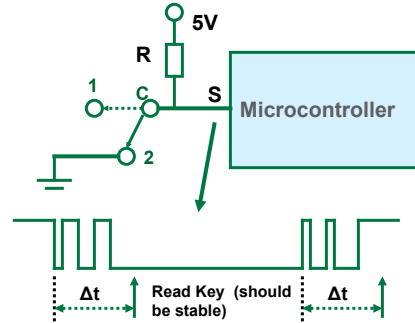 5V
R
1
C
S
Microcontroller
2
Δt
Read Key (should
be stable)
Δt